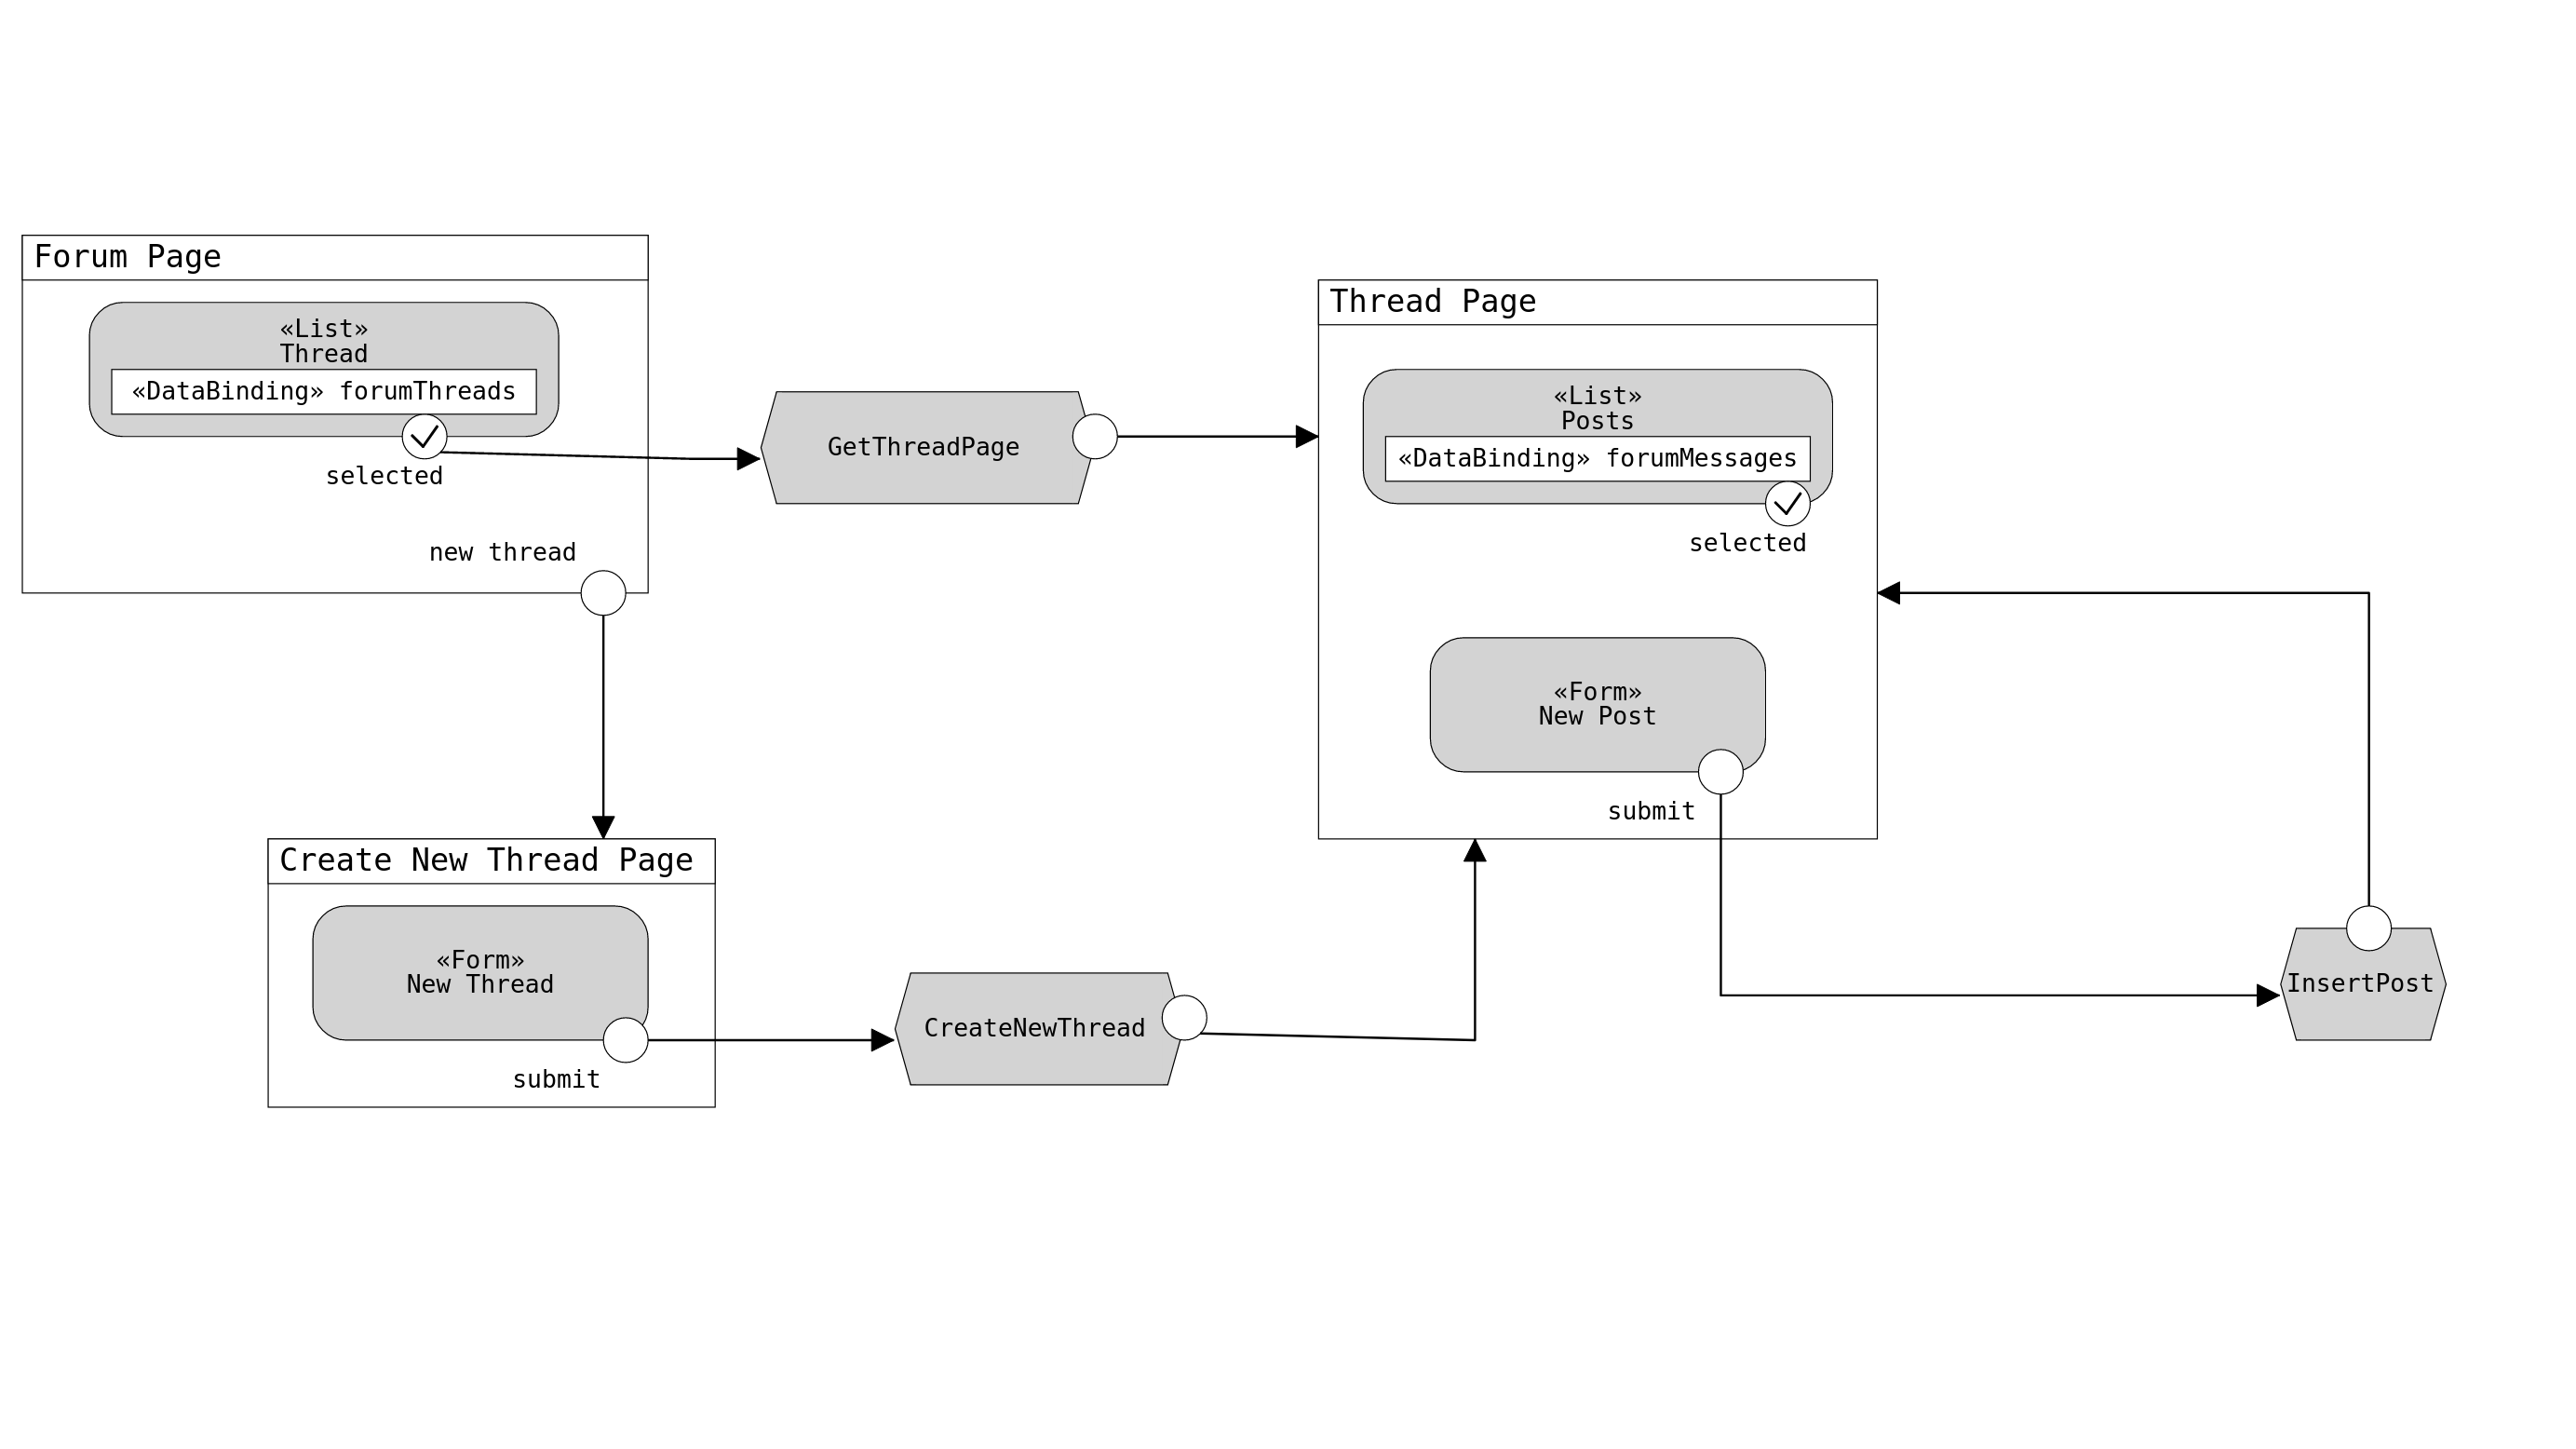 Forum Page
«List»
Thread
«DataBinding» forumThreads
selected
new thread
GetThreadPage
Thread Page
«List»
Posts
«DataBinding» forumMessages
selected
«Form»
New Post
submit
Create New Thread Page
«Form»
New Thread
submit
CreateNewThread
InsertPost